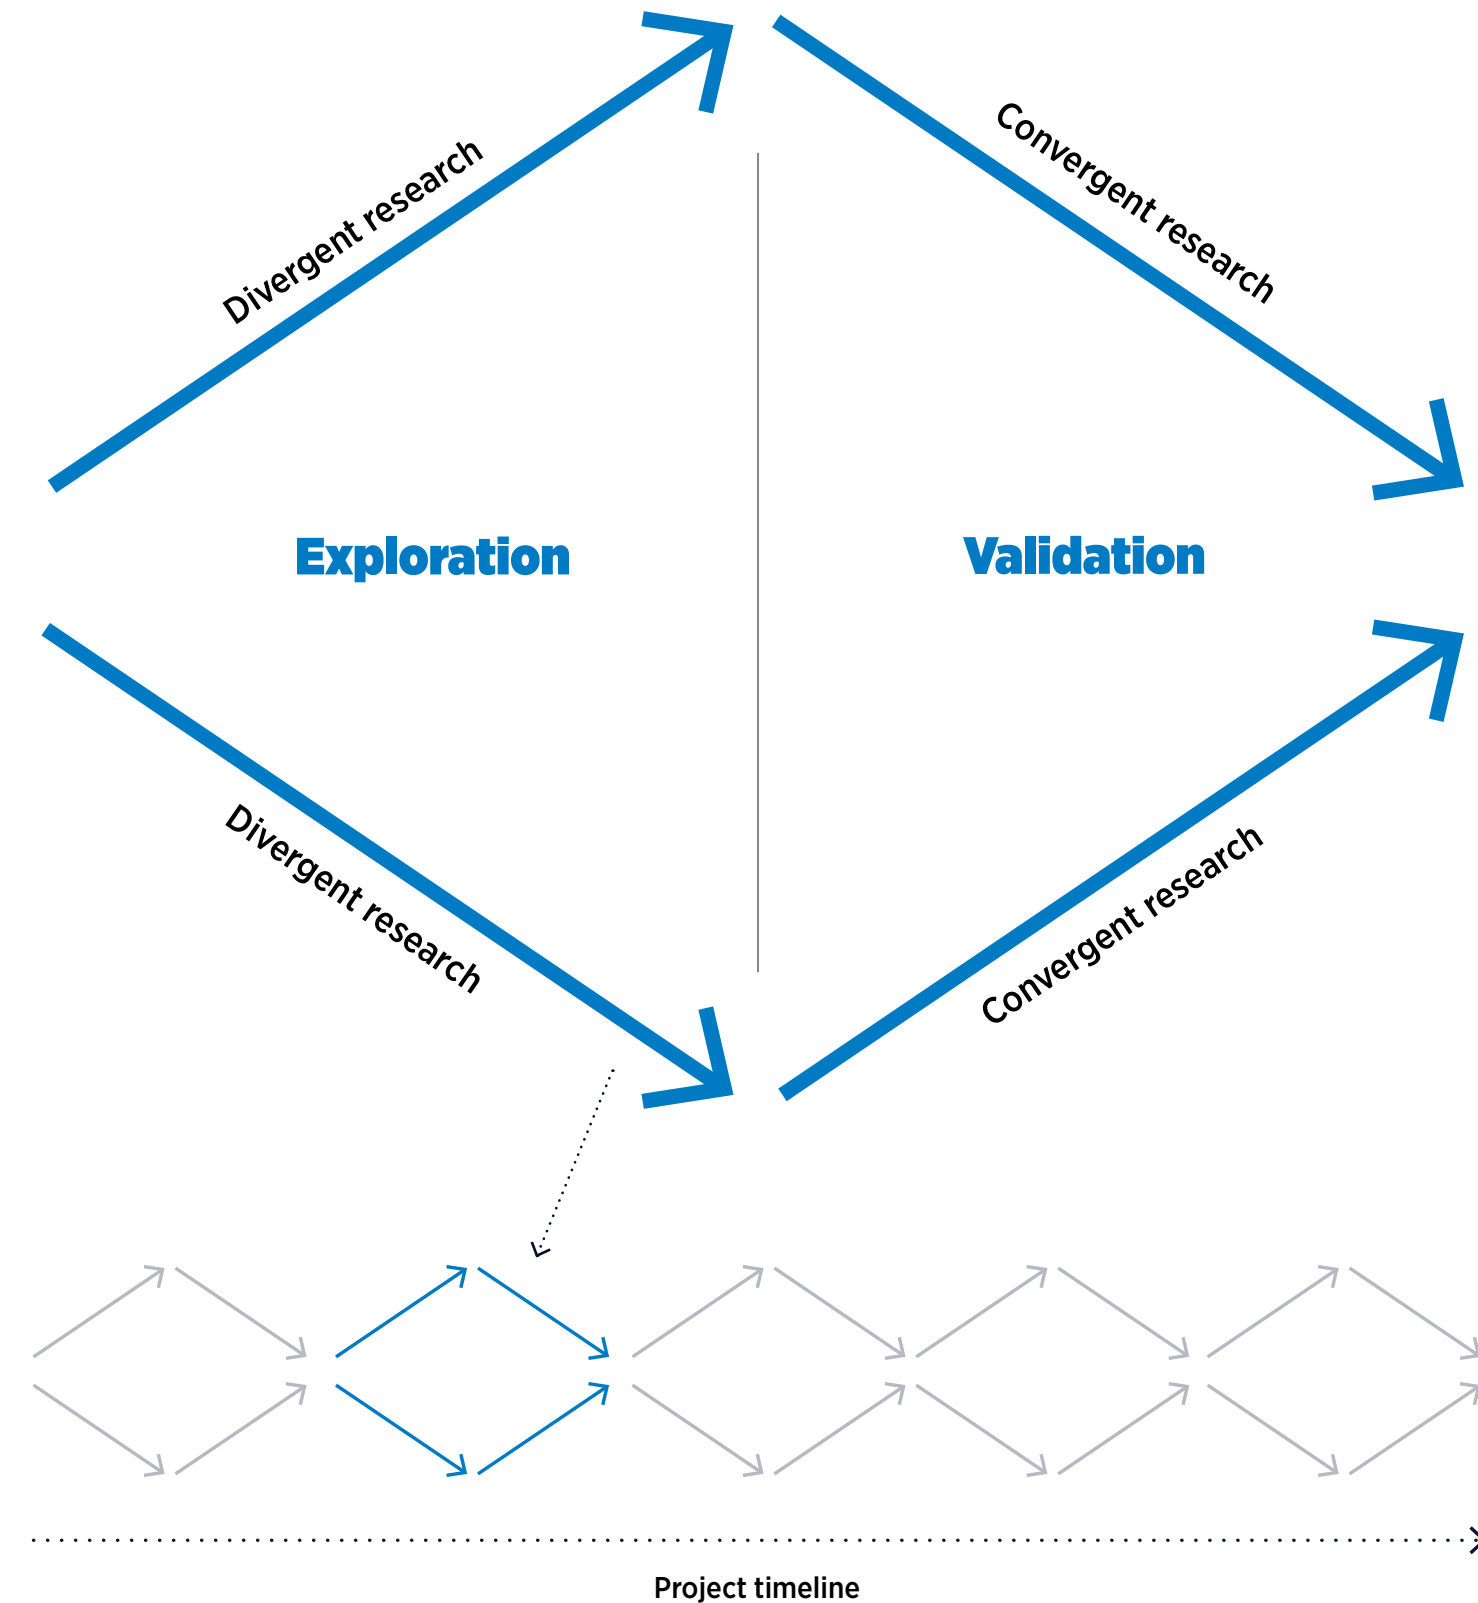 Divergent research
Convergent research
Exploration
Validation
Divergent research
Convergent research
Project timeline